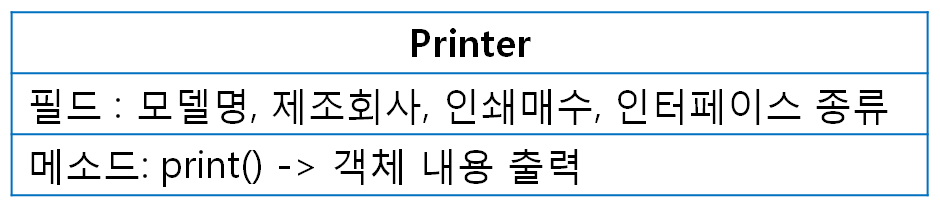 Printer
필드 : 모델명, 제조회사, 인쇄매수, 인터페이스 종류
메소드: print() -> 객체 내용 출력